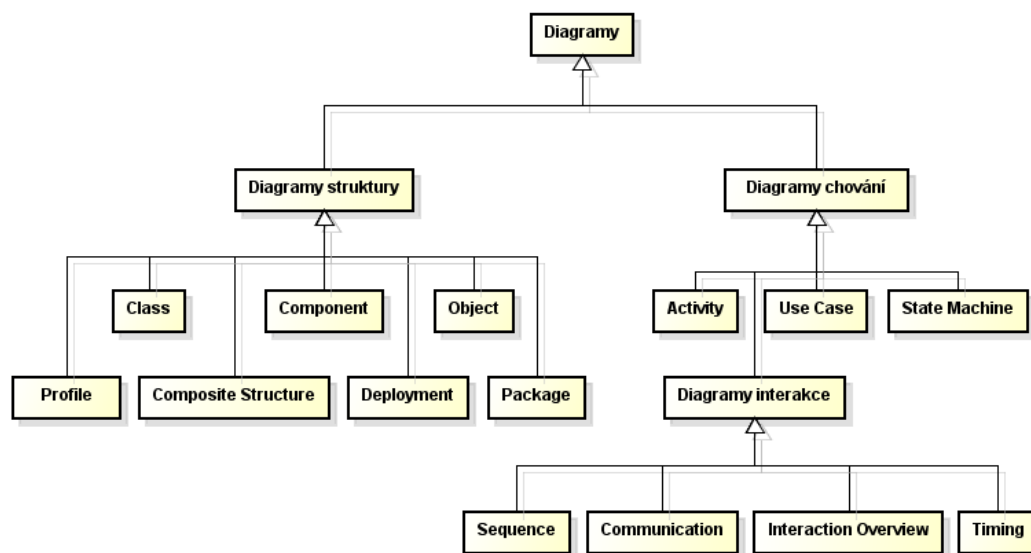 Diagramy
Diagramy struktury
Diagramy chování
Class
Component
Object
Activity
Use Case
State Machine
Profile
Composite Structure
Deployment
Package
Diagramy interakce
Sequence
Communication
Interaction Overview
Timing